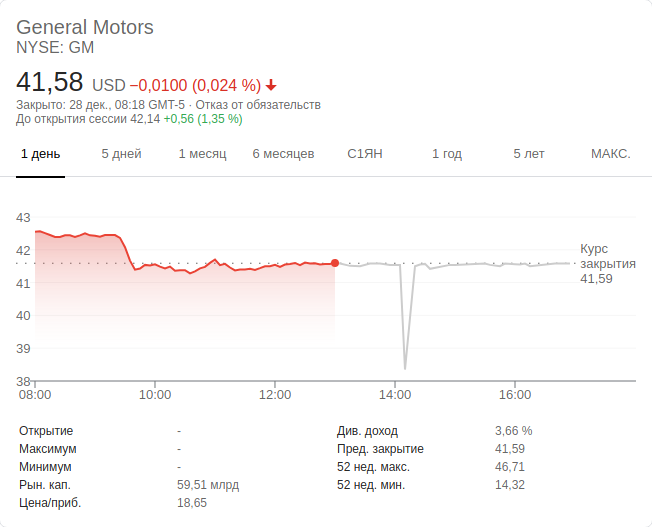 General Motors
NYSE: GM
41,58 USD −0,0100 (0,024 %)
Закрыто: 28 дек., 08:18 GMT-5 · Отказ от обязательств
До открытия сессии 42,14 +0,56 (1,35 %)
1 день 5 дней 1 месяц 6 месяцев С1ЯН 1 год 5 лет МАКС.
43
42
41
40
39
38
Курс
закрытия
41,59
08:00 10:00 12:00 14:00 16:00
Открытие -
Максимум -
Минимум -
Рын. кап. 59,51 млрд
Цена/приб. 18,65
Див. доход 3,66 %
Пред. закрытие 41,59
52 нед. макс. 46,71
52 нед. мин. 14,32